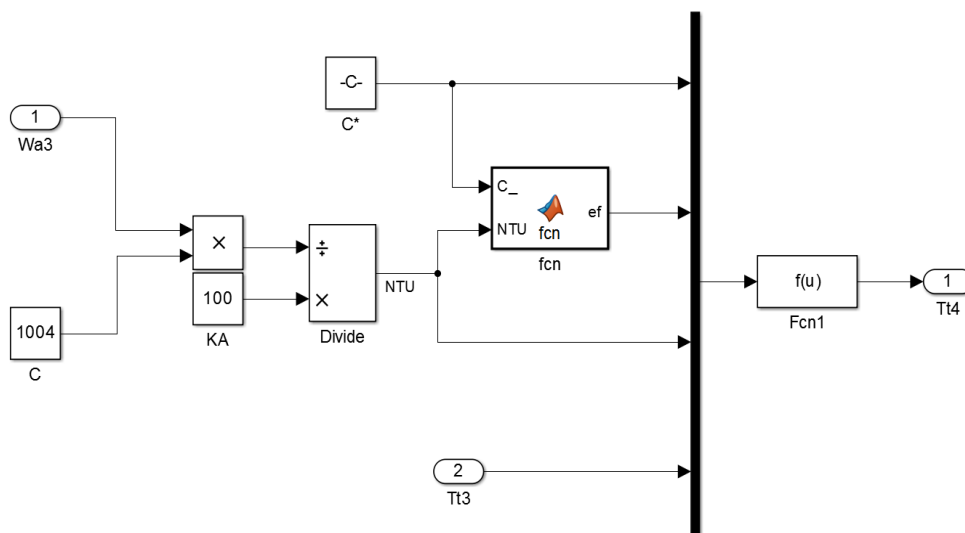 -C-
C*
1
Wa3
C_
NTU
fcn
ef
fcn
×
÷
×
NTU
Divide
100
KA
1004
C
f(u)
Fcn1
1
Tt4
2
Tt3